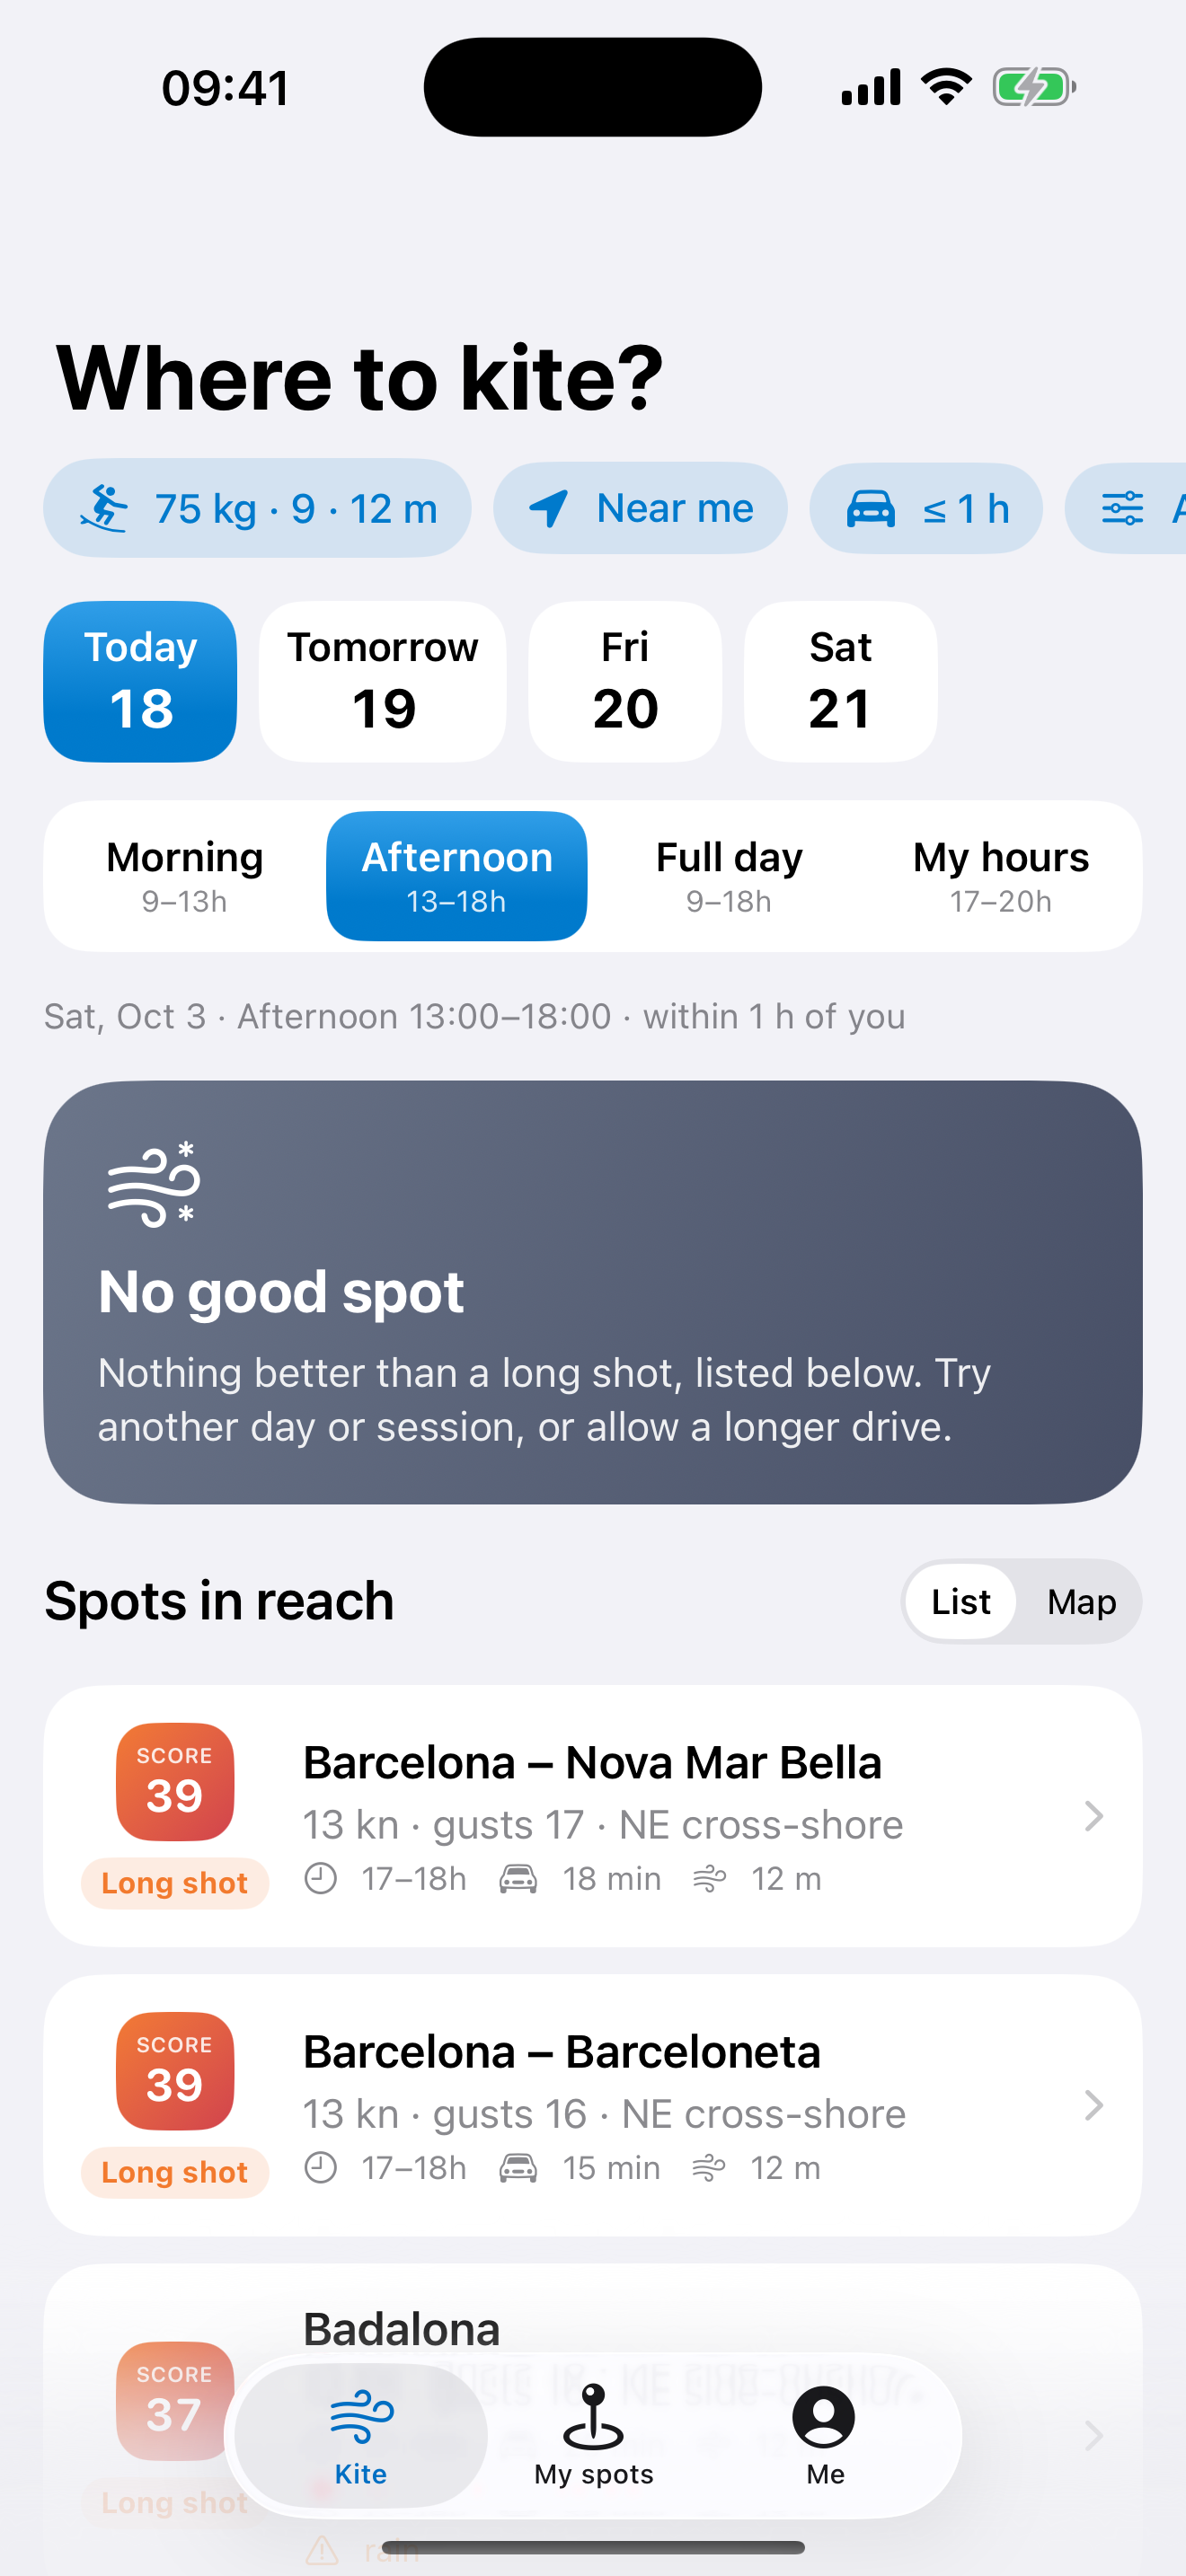 09:41
Where to kite?
75 kg · 9 · 12 m
Near me
≤ 1 h
Today
18
Tomorrow
19
Fri
20
Sat
21
Morning
9–13h
Afternoon
13–18h
Full day
9–18h
My hours
17–20h
Sat, Oct 3 · Afternoon 13:00–18:00 · within 1 h of you
No good spot
Nothing better than a long shot, listed below. Try
another day or session, or allow a longer drive.
Spots in reach
List
Map
SCORE
39
Long shot
Barcelona – Nova Mar Bella
13 kn · gusts 17 · NE cross-shore
17–18h 18 min 12 m
SCORE
39
Long shot
Barcelona – Barceloneta
13 kn · gusts 16 · NE cross-shore
17–18h 15 min 12 m
SCORE
37
Long shot
Badalona
rain
Kite
My spots
Me